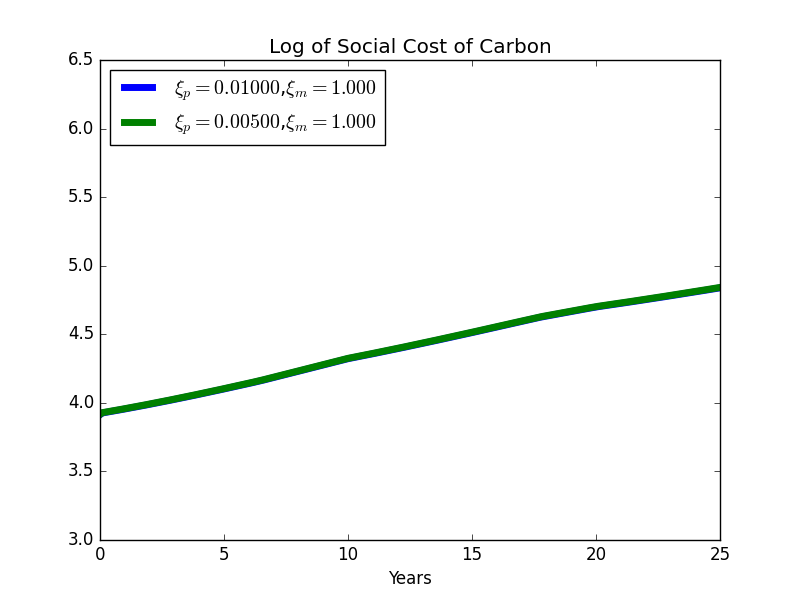 Log of Social Cost of Carbon
6.5
6.0
5.5
5.0
4.5
4.0
3.5
3.0
ξp = 0.01000,ξm = 1.000
ξp = 0.00500,ξm = 1.000
0 5 10 15 20 25
Years